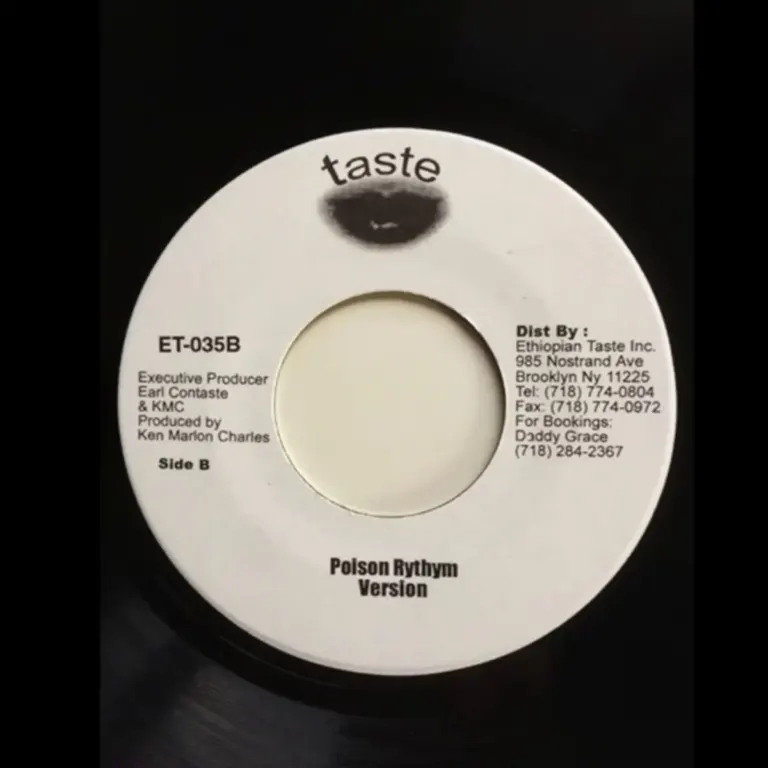 taste
ET-035B
Executive Producer
Earl Contaste
& KMC
Produced by
Ken Marlon Charles
Side B
Dist By :
Ethiopian Taste Inc.
985 Nostrand Ave
Brooklyn Ny 11225
Tel: (718) 774-0804
Fax: (718) 774-0972
For Bookings:
Daddy Grace
(718) 284-2367
Poison Rythym
Version